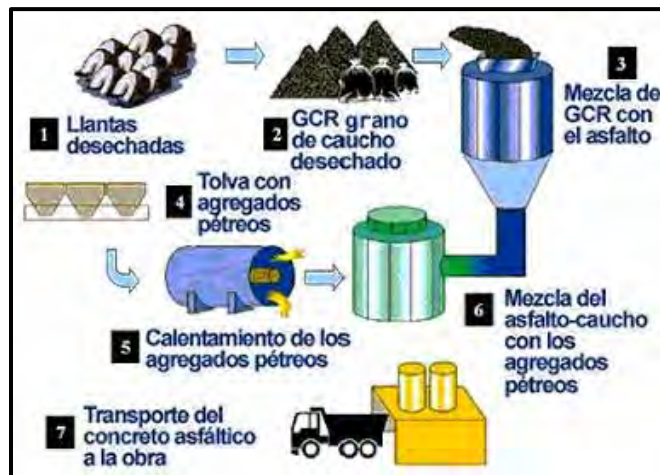 1 Llantas
desechadas
2 GCR grano
de caucho
desechado
3
Mezcla de
GCR con
el asfalto
4 Tolva con
agregados
pétreos
5 Calentamiento de los
agregados pétreos
6 Mezcla del
asfalto-caucho
con los
agregados
pétreos
7 Transporte del
concreto asfáltico
a la obra